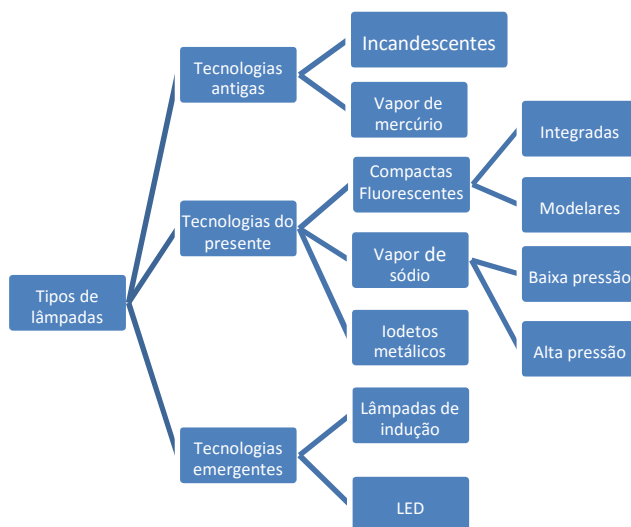 Tipos de
lâmpadas
Tecnologias
antigas
Incandescentes
Vapor de
mercúrio
Tecnologias do
presente
Compactas
Fluorescentes
Integradas
Modelares
Vapor de
sódio
Baixa pressão
Alta pressão
Iodetos
metálicos
Tecnologias
emergentes
Lâmpadas de
indução
LED